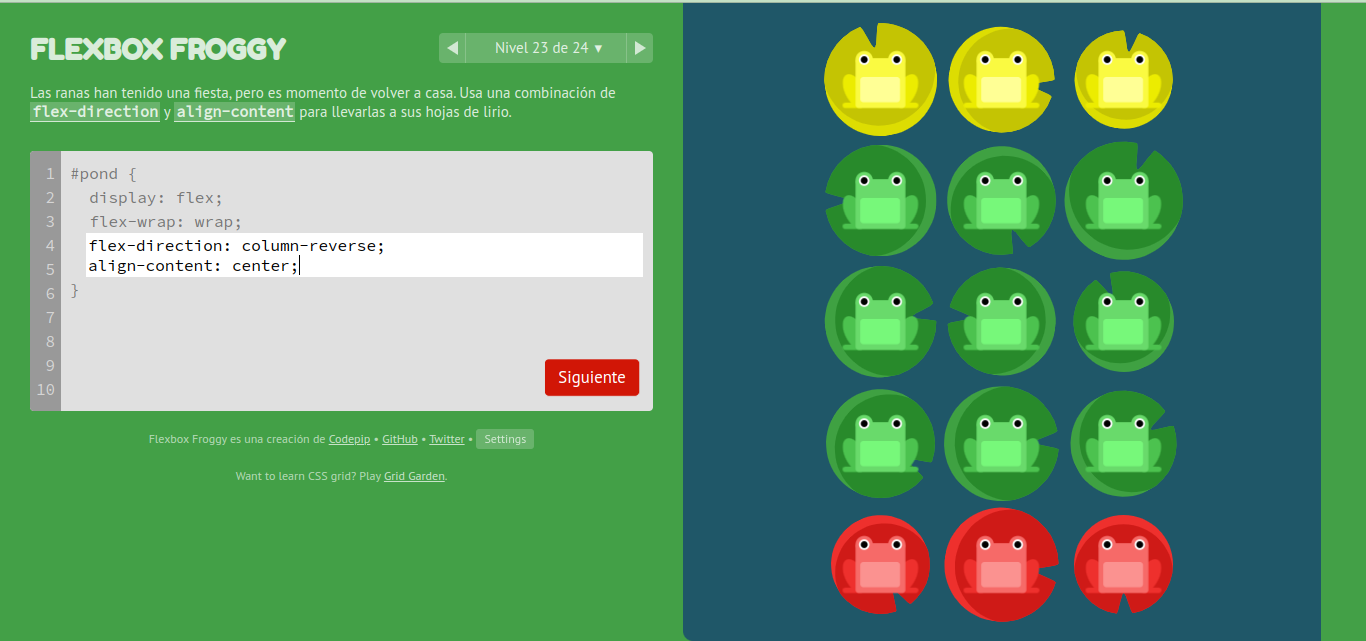 FLEXBOX FROGGY
◀ Nivel 23 de 24 ▼ ▶
Las ranas han tenido una fiesta, pero es momento de volver a casa. Usa una combinación de
flex-direction y align-content para llevarlas a sus hojas de lirio.
1 #pond {
2 display: flex;
3 flex-wrap: wrap;
4 flex-direction: column-reverse;
5 align-content: center;
6 }
7
8
9
10
Siguiente
Flexbox Froggy es una creación de Codepip • GitHub • Twitter • Settings
Want to learn CSS grid? Play Grid Garden.